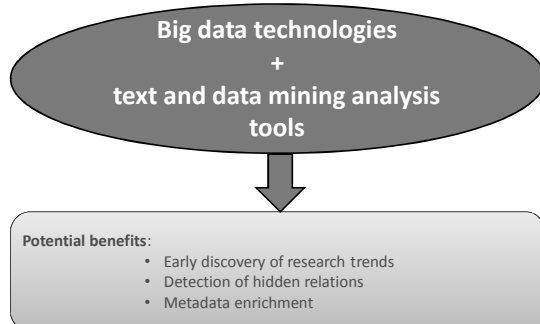 Big data technologies
+
text and data mining analysis
tools
Potential benefits:
• Early discovery of research trends
• Detection of hidden relations
• Metadata enrichment